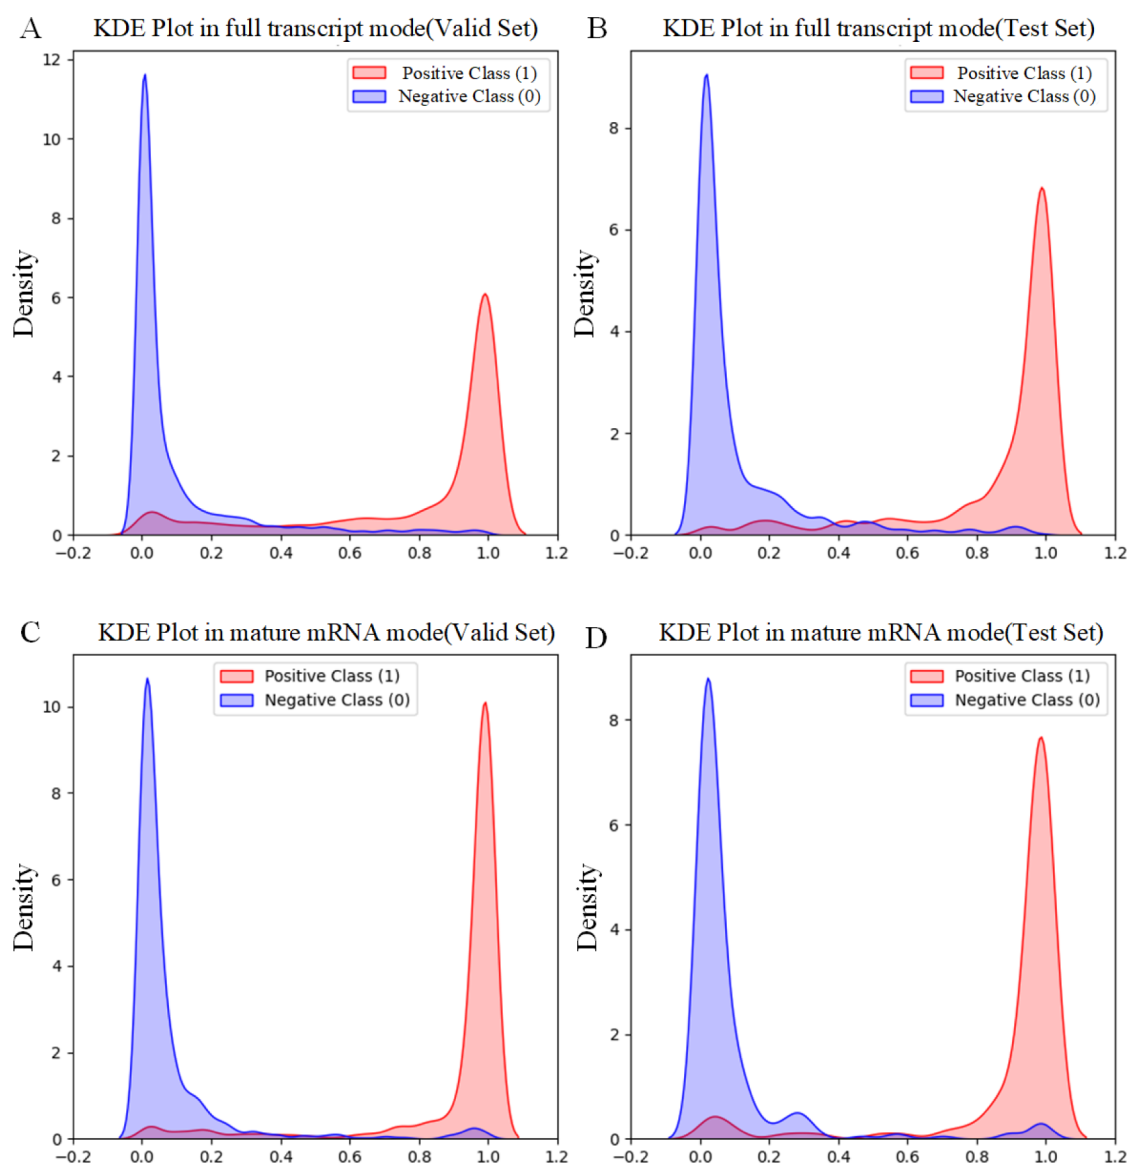 A
KDE Plot in full transcript mode(Valid Set)
Positive Class (1)
Negative Class (0)
Density
12
10
8
6
4
2
0
−0.2 0.0 0.2 0.4 0.6 0.8 1.0 1.2
B
KDE Plot in full transcript mode(Test Set)
Positive Class (1)
Negative Class (0)
Density
8
6
4
2
0
−0.2 0.0 0.2 0.4 0.6 0.8 1.0 1.2
C
KDE Plot in mature mRNA mode(Valid Set)
Positive Class (1)
Negative Class (0)
Density
10
8
6
4
2
0
−0.2 0.0 0.2 0.4 0.6 0.8 1.0 1.2
D
KDE Plot in mature mRNA mode(Test Set)
Positive Class (1)
Negative Class (0)
Density
8
6
4
2
0
−0.2 0.0 0.2 0.4 0.6 0.8 1.0 1.2